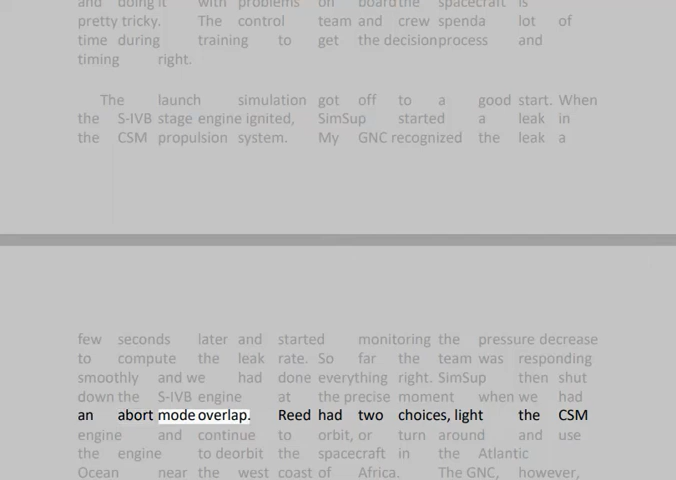 and doing it with problems on board the spacecraft is
pretty tricky. The control team and crew spend a lot of
time during training to get the decision process and
timing right.
The launch simulation got off to a good start. When
the S-IVB stage engine ignited, SimSup started a leak in
the CSM propulsion system. My GNC recognized the leak a
few seconds later and started monitoring the pressure decrease
to compute the leak rate. So far the team was responding
smoothly and we had done everything right. SimSup then shut
down the S-IVB engine at the precise moment when we had
an abort mode overlap. Reed had two choices, light the CSM
engine and continue to orbit, or turn around and use
the engine to deorbit the spacecraft in the Atlantic
Ocean near the west coast of Africa. The GNC, however,